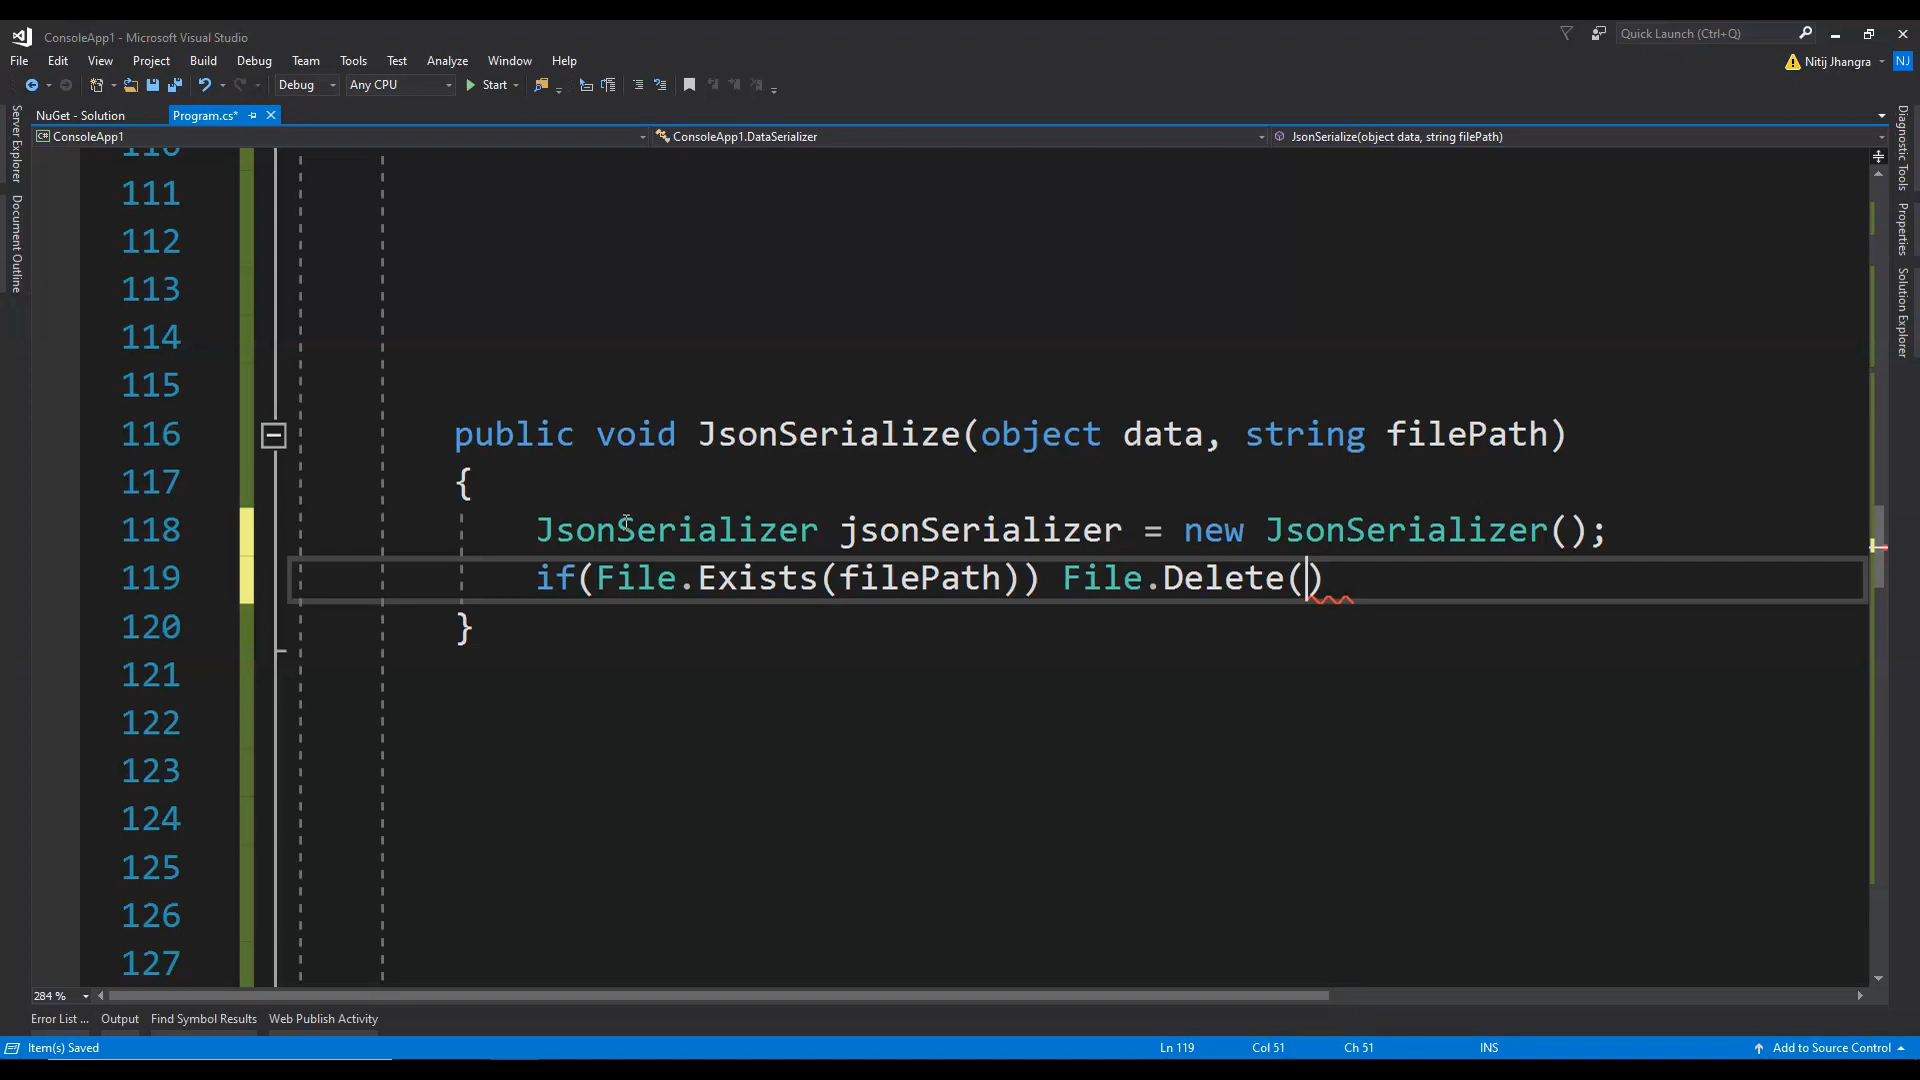 ConsoleApp1 - Microsoft Visual Studio
Quick Launch (Ctrl+Q)
File Edit View Project Build Debug Team Tools Test Analyze Window Help
Nitij Jhangra NJ
Debug Any CPU Start
NuGet - Solution Program.cs*
ConsoleApp1 ConsoleApp1.DataSerializer JsonSerialize(object data, string filePath)
Server Explorer
Document Outline
Diagnostic Tools
Properties
Solution Explorer
110
111
112
113
114
115
116 public void JsonSerialize(object data, string filePath)
117 {
118 JsonSerializer jsonSerializer = new JsonSerializer();
119 if(File.Exists(filePath)) File.Delete()
120 }
121
122
123
124
125
126
127
284 %
Error List ... Output Find Symbol Results Web Publish Activity
Item(s) Saved Ln 119 Col 51 Ch 51 INS Add to Source Control